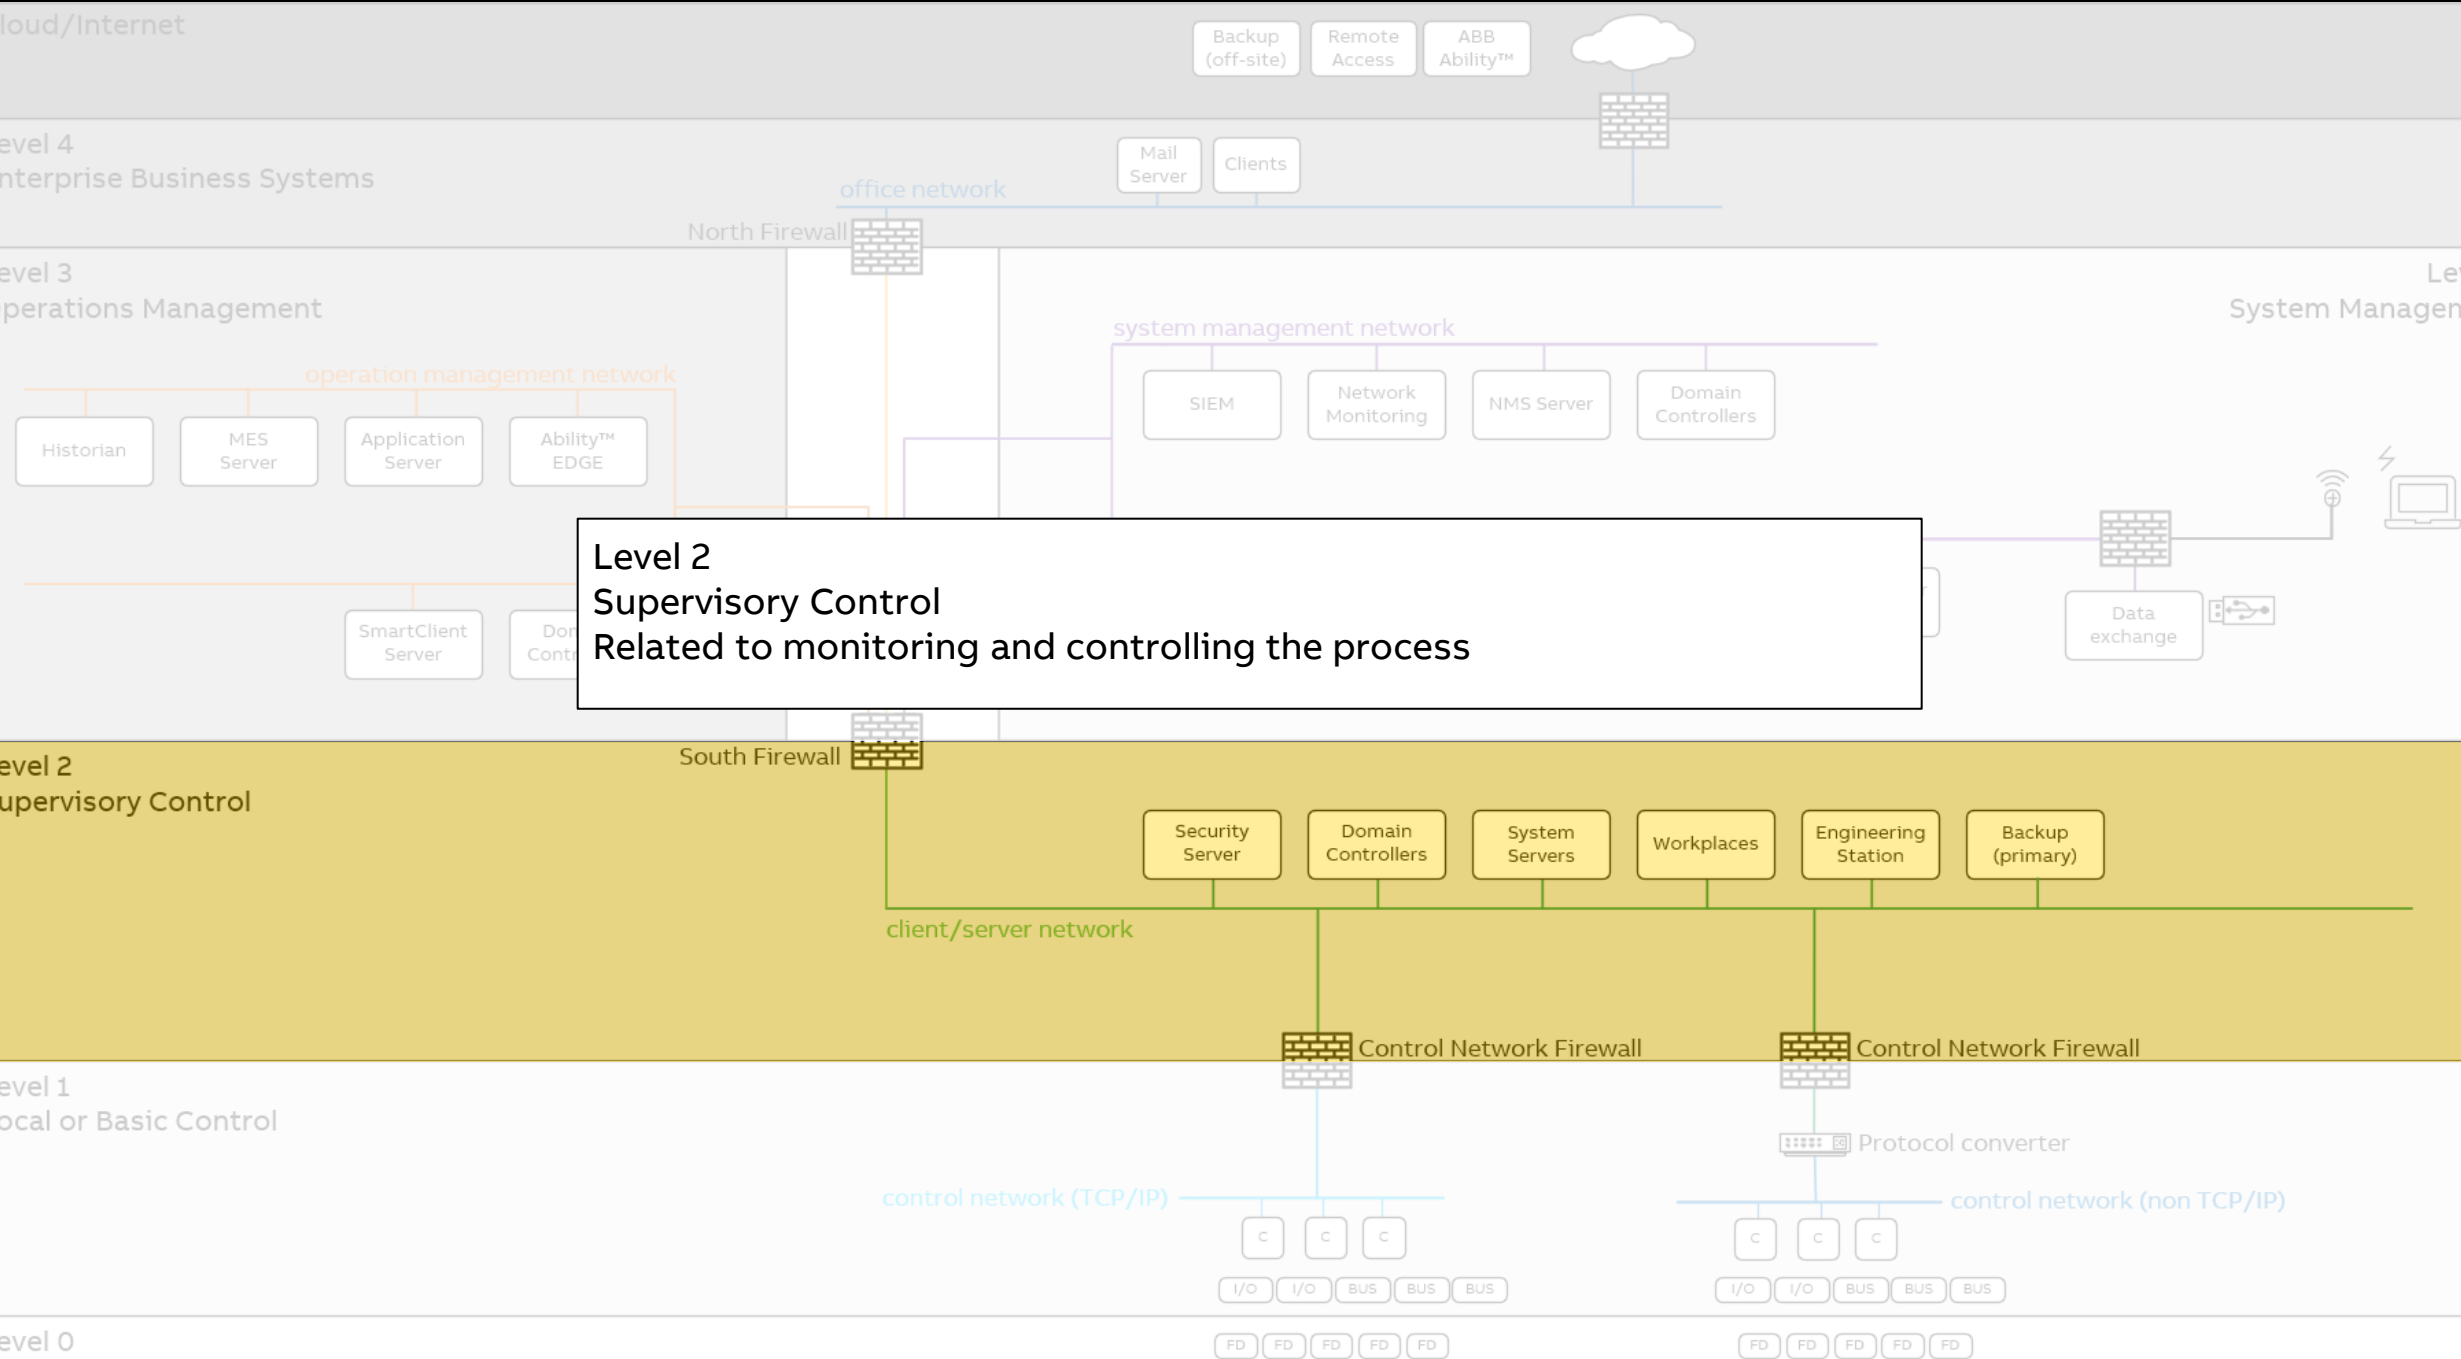 loud/Internet
Backup
(off-site)
Remote
Access
ABB
Ability™
evel 4
nterprise Business Systems
Mail
Server
Clients
office network
North Firewall
evel 3
perations Management
Lev
System Managem
system management network
SIEM
Network
Monitoring
NMS Server
Domain
Controllers
operation management network
Historian
MES
Server
Application
Server
Ability™
EDGE
Level 2
Supervisory Control
Related to monitoring and controlling the process
SmartClient
Server
Dom
Contr
Data
exchange
South Firewall
evel 2
upervisory Control
Security
Server
Domain
Controllers
System
Servers
Workplaces
Engineering
Station
Backup
(primary)
client/server network
Control Network Firewall
Control Network Firewall
evel 1
ocal or Basic Control
Protocol converter
control network (TCP/IP)
control network (non TCP/IP)
C C C
C C C
I/O I/O BUS BUS BUS
I/O I/O BUS BUS BUS
evel 0
FD FD FD FD FD
FD FD FD FD FD